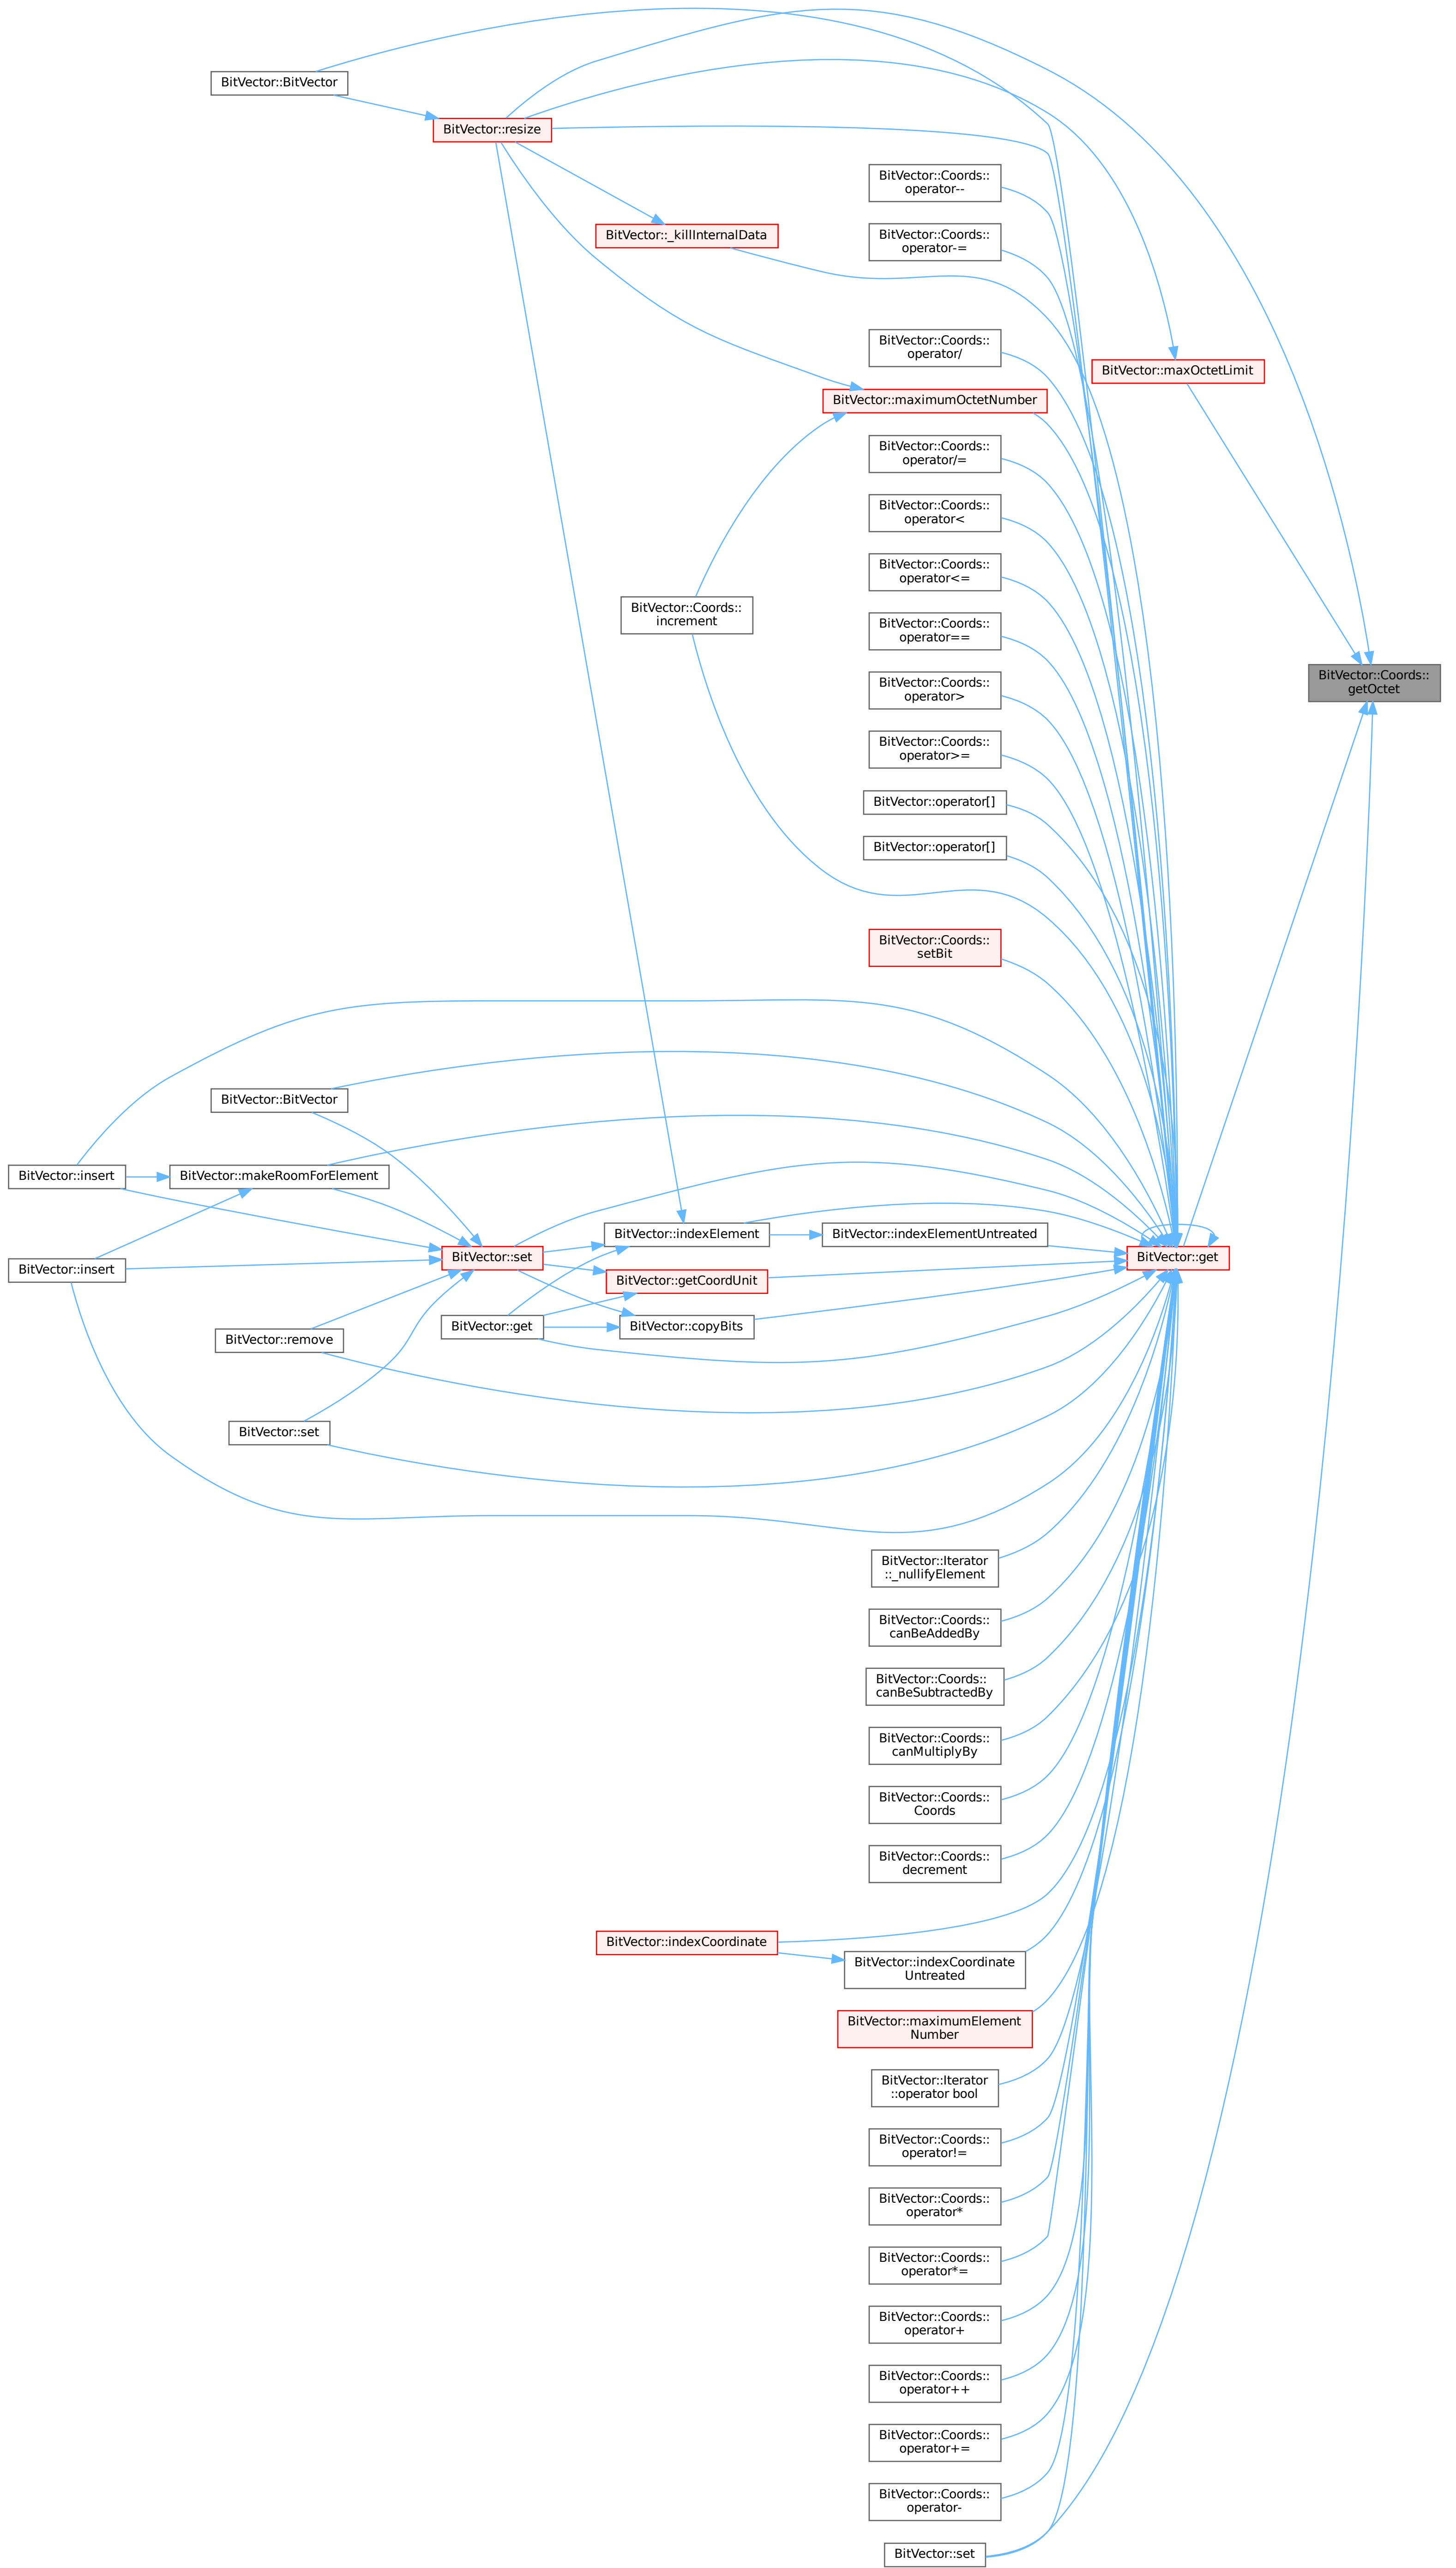 BitVector::BitVector
BitVector::resize
BitVector::Coords::
operator--
BitVector::_killInternalData
BitVector::Coords::
operator-=
BitVector::Coords::
operator/
BitVector::maxOctetLimit
BitVector::maximumOctetNumber
BitVector::Coords::
operator/=
BitVector::Coords::
operator<
BitVector::Coords::
operator<=
BitVector::Coords::
increment
BitVector::Coords::
operator==
BitVector::Coords::
operator>
BitVector::Coords::
getOctet
BitVector::Coords::
operator>=
BitVector::operator[]
BitVector::operator[]
BitVector::Coords::
setBit
BitVector::BitVector
BitVector::insert
BitVector::makeRoomForElement
BitVector::indexElement
BitVector::indexElementUntreated
BitVector::set
BitVector::get
BitVector::insert
BitVector::getCoordUnit
BitVector::remove
BitVector::get
BitVector::copyBits
BitVector::set
BitVector::Iterator
::_nullifyElement
BitVector::Coords::
canBeAddedBy
BitVector::Coords::
canBeSubtractedBy
BitVector::Coords::
canMultiplyBy
BitVector::Coords::
Coords
BitVector::Coords::
decrement
BitVector::indexCoordinate
BitVector::indexCoordinate
Untreated
BitVector::maximumElement
Number
BitVector::Iterator
::operator bool
BitVector::Coords::
operator!=
BitVector::Coords::
operator*
BitVector::Coords::
operator*=
BitVector::Coords::
operator+
BitVector::Coords::
operator++
BitVector::Coords::
operator+=
BitVector::Coords::
operator-
BitVector::set